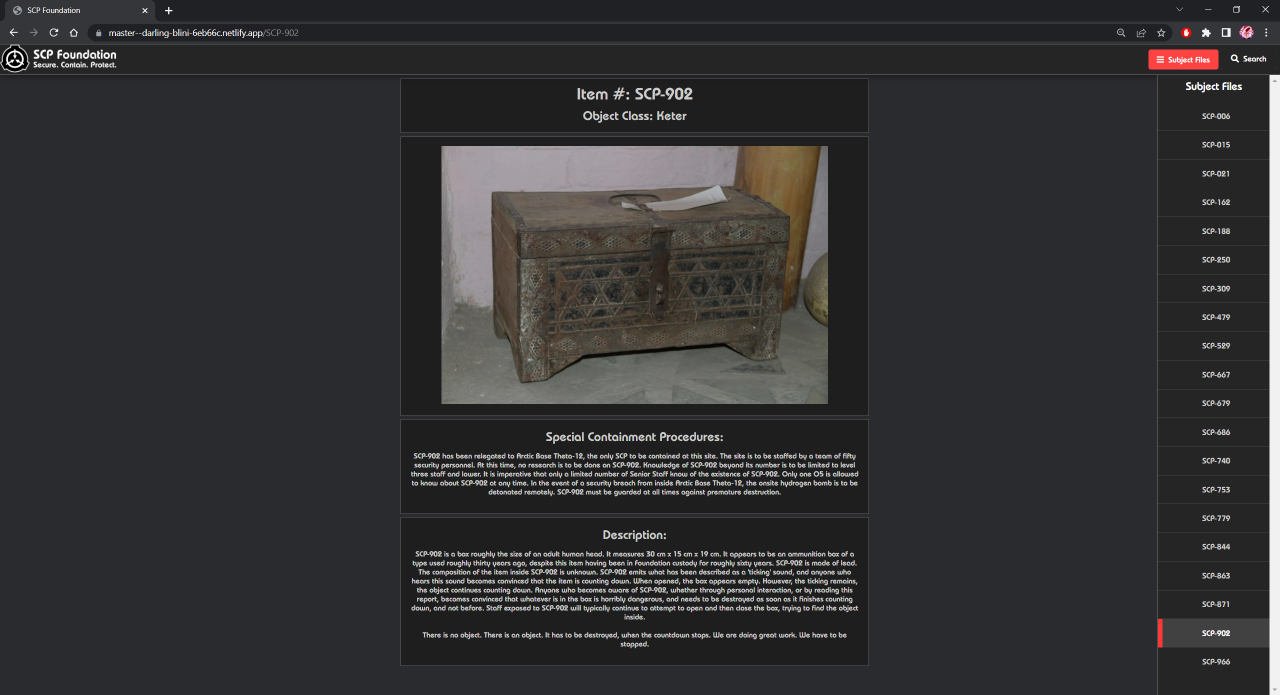 SCP Foundation
master--darling-blini-6eb66c.netlify.app/SCP-902
SCP Foundation
Secure. Contain. Protect.
Subject Files
Search
Item #: SCP-902
Object Class: Keter
Special Containment Procedures:
SCP-902 has been relegated to Arctic Base Theta-12, the only SCP to be contained at this site. The site is to be staffed by a team of fifty
security personnel. At this time, no research is to be done on SCP-902. Knowledge of SCP-902 beyond its number is to be limited to level
three staff and lower. It is imperative that only a limited number of Senior Staff know of the existence of SCP-902. Only one O5 is allowed
to know about SCP-902 at any time. In the event of a security breach from inside Arctic Base Theta-12, the onsite hydrogen bomb is to be
detonated remotely. SCP-902 must be guarded at all times against premature destruction.
Description:
SCP-902 is a box roughly the size of an adult human head. It measures 30 cm x 15 cm x 19 cm. It appears to be an ammunition box of a
type used roughly thirty years ago, despite this item having been in Foundation custody for roughly sixty years. SCP-902 is made of lead.
The composition of the item inside SCP-902 is unknown. SCP-902 emits what has been described as a 'ticking' sound, and anyone who
hears this sound becomes convinced that the item is counting down. When opened, the box appears empty. However, the ticking remains,
the object continues counting down. Anyone who becomes aware of SCP-902, whether through personal interaction, or by reading this
report, becomes convinced that whatever is in the box is horribly dangerous, and needs to be destroyed as soon as it finishes counting
down, and not before. Staff exposed to SCP-902 will typically continue to attempt to open and then close the box, trying to find the object
inside.
There is no object. There is an object. It has to be destroyed, when the countdown stops. We are doing great work. We have to be
stopped.
Subject Files
SCP-006
SCP-015
SCP-021
SCP-162
SCP-188
SCP-250
SCP-309
SCP-479
SCP-529
SCP-667
SCP-679
SCP-686
SCP-740
SCP-753
SCP-779
SCP-844
SCP-863
SCP-871
SCP-902
SCP-966